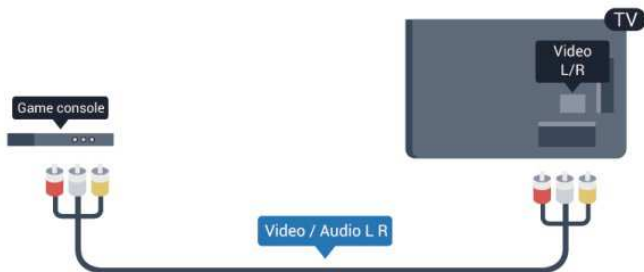 TV
Video
L/R
Game console
Video / Audio L R